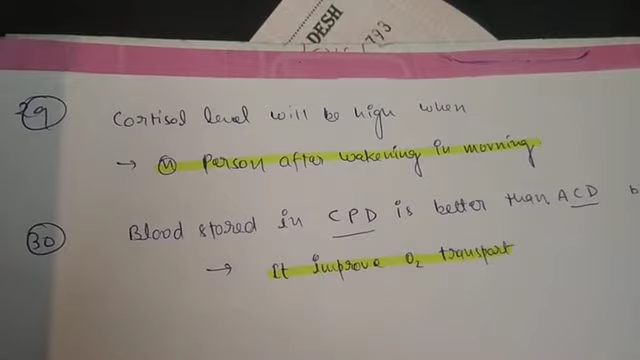 DESH
29 Cortisol level will be high when
→ N Person after wakening in morning.
30 Blood stored in CPD is better than ACD b
→ It improve O2 transport